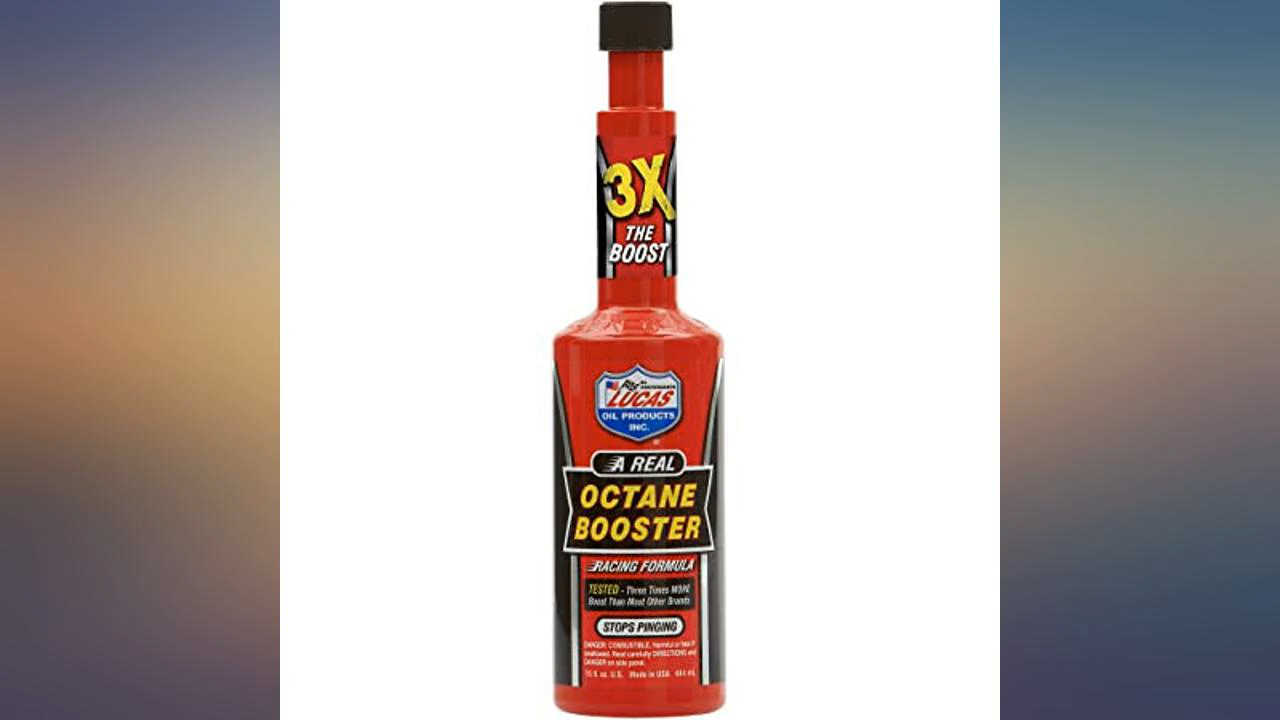 3X
THE
BOOST
LUCAS
OIL PRODUCTS
INC.
®
A REAL
OCTANE
BOOSTER
RACING FORMULA
TESTED - Three Times MORE
Boost Than Most Other Brands
STOPS PINGING
DANGER: COMBUSTIBLE, harmful or fatal if
swallowed. Read carefully DIRECTIONS and
DANGER on side panel.
15 fl. oz. U.S. Made in USA 444 mL